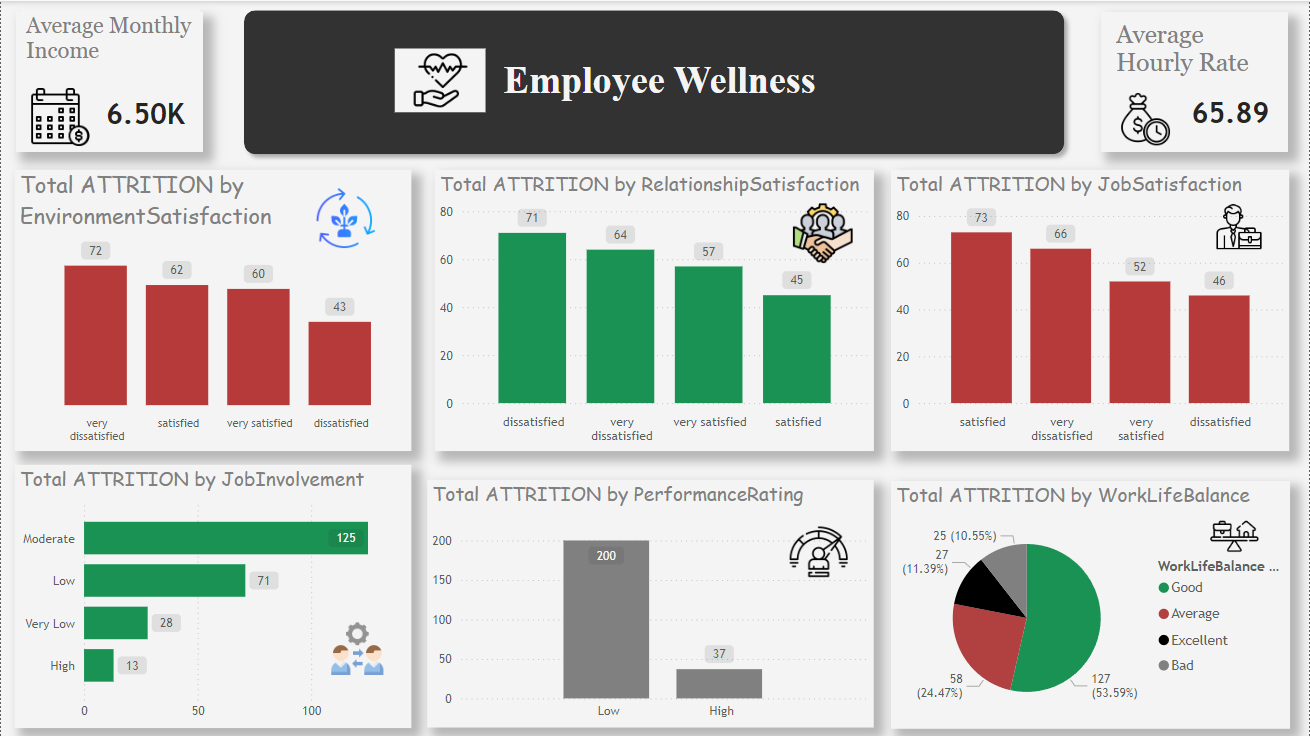 Average Monthly
Income
6.50K
Employee Wellness
Average
Hourly Rate
65.89
Total ATTRITION by
EnvironmentSatisfaction
72
62
60
43
very
dissatisfied
satisfied
very satisfied
dissatisfied
Total ATTRITION by RelationshipSatisfaction
80
60
40
20
0
71
64
57
45
dissatisfied
very
dissatisfied
very satisfied
satisfied
Total ATTRITION by JobSatisfaction
80
60
40
20
0
73
66
52
46
satisfied
very
dissatisfied
very
satisfied
dissatisfied
Total ATTRITION by JobInvolvement
Moderate
125
Low
71
Very Low
28
High
13
0
50
100
Total ATTRITION by PerformanceRating
200
150
100
50
0
200
37
Low
High
Total ATTRITION by WorkLifeBalance
25 (10.55%)
27
(11.39%)
58
(24.47%)
127
(53.59%)
WorkLifeBalance ...
Good
Average
Excellent
Bad